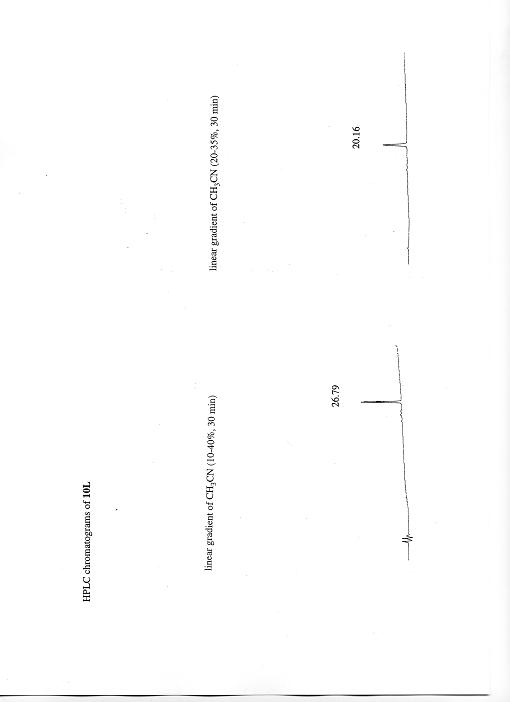 HPLC chromatograms of 10L
linear gradient of CH₃CN (10-40%, 30 min)
26.79
linear gradient of CH₃CN (20-35%, 30 min)
20.16